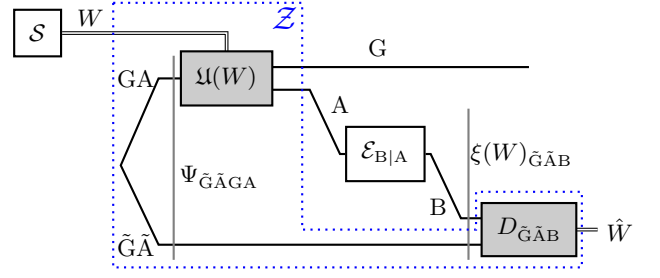 𝒮
W
𝒵
GA
𝔘(W)
G
A
ℰ_{B|A}
Ψ_{G̃ÃGA}
ξ(W)_{G̃ÃB}
B
G̃Ã
D_{G̃ÃB}
Ŵ